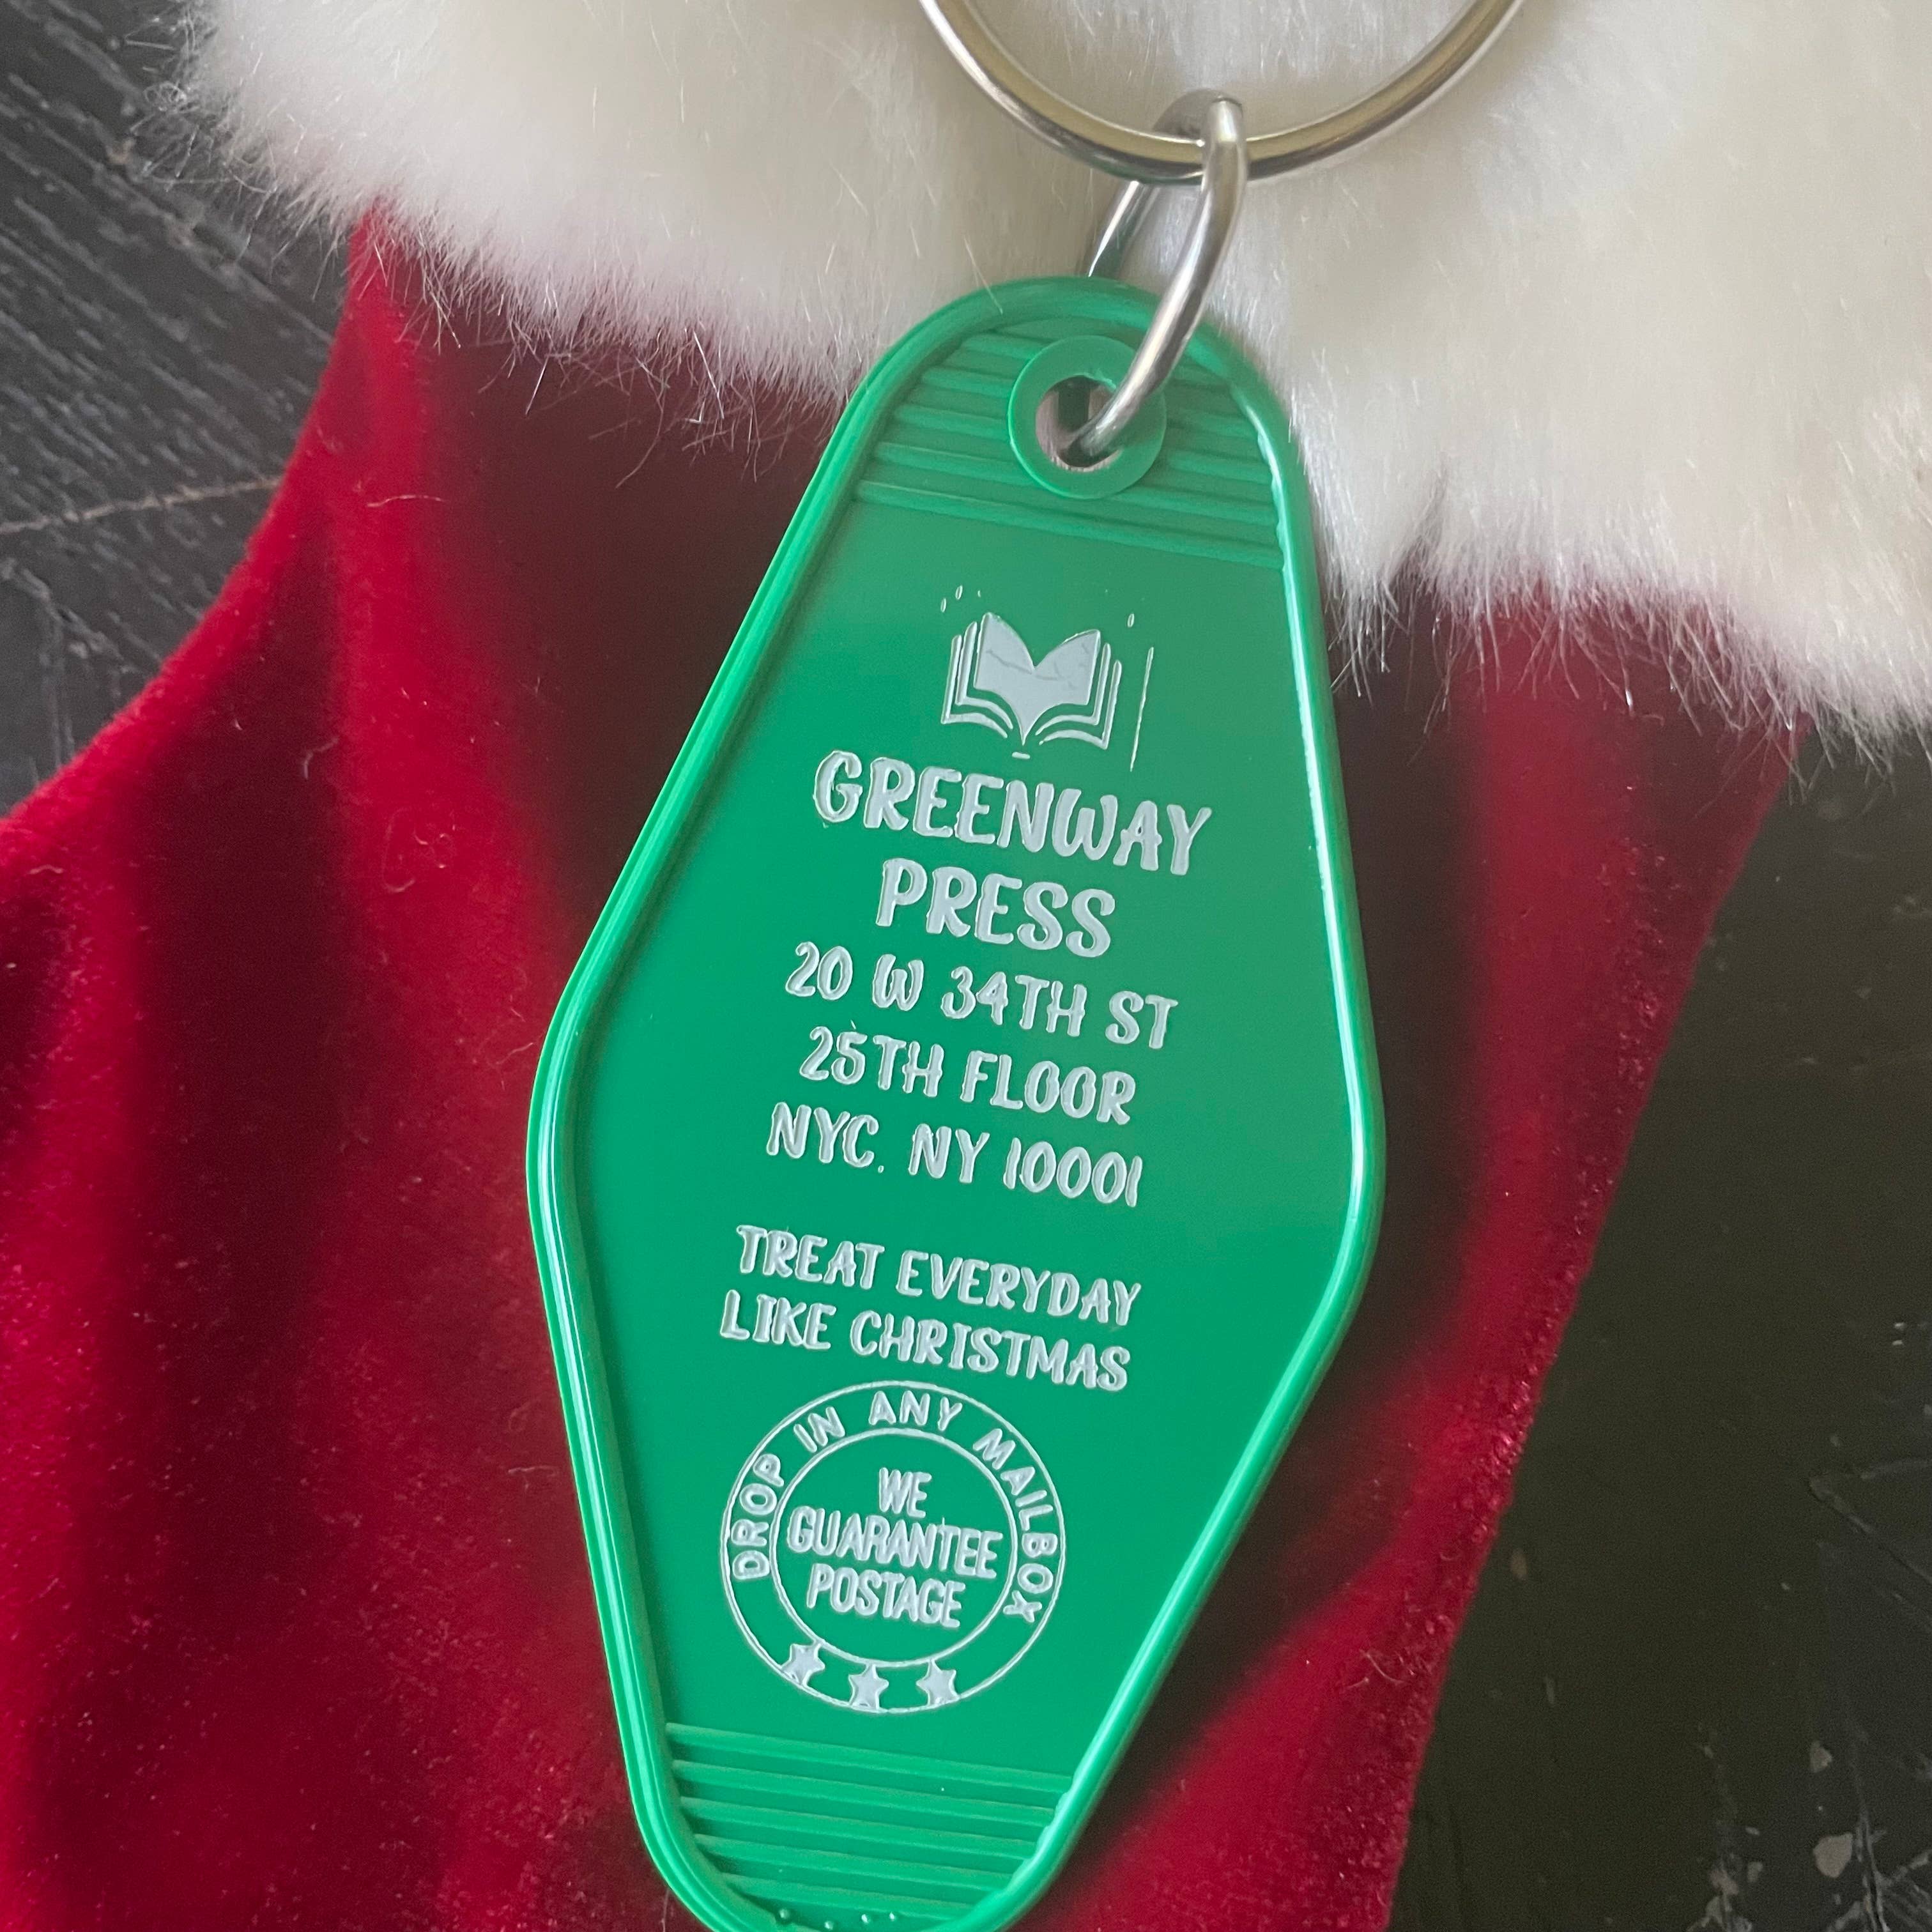 GREENWAY
PRESS
20 W 34TH ST
25TH FLOOR
NYC. NY 10001
TREAT EVERYDAY
LIKE CHRISTMAS
DROP IN ANY MAILBOX
WE
GUARANTEE
POSTAGE